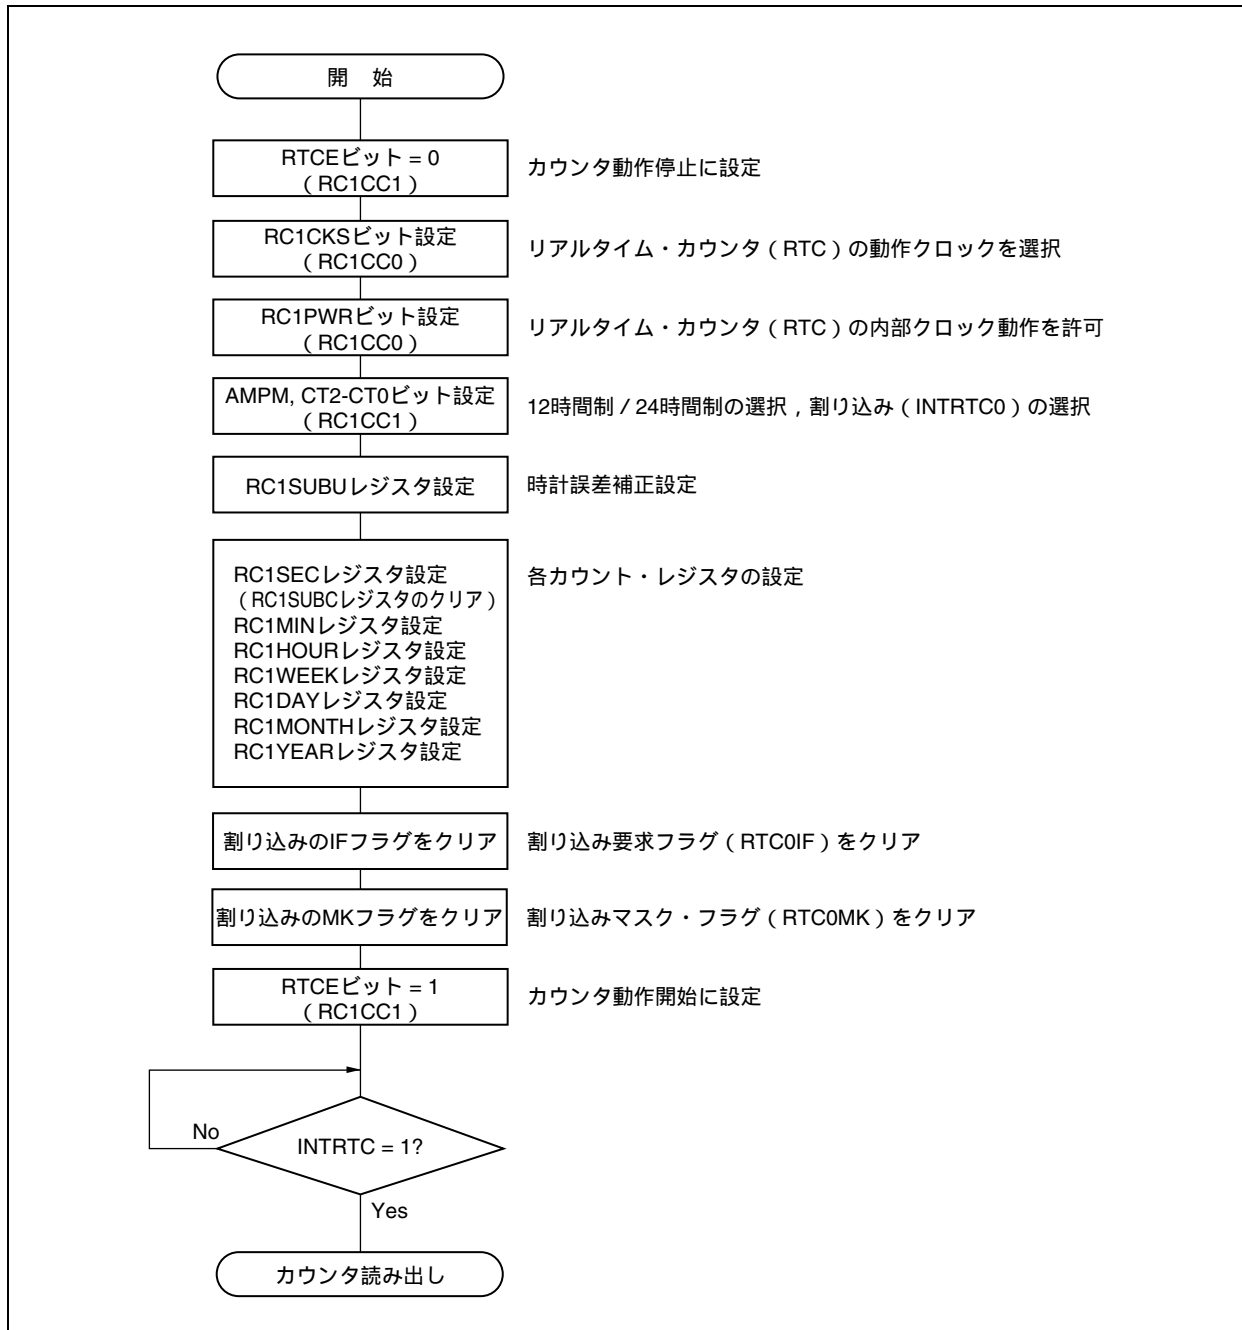 開　始
RTCEビット = 0
（RC1CC1）
カウンタ動作停止に設定
RC1CKSビット設定
（RC1CC0）
リアルタイム・カウンタ（RTC）の動作クロックを選択
RC1PWRビット設定
（RC1CC0）
リアルタイム・カウンタ（RTC）の内部クロック動作を許可
AMPM, CT2-CT0ビット設定
（RC1CC1）
12時間制 / 24時間制の選択，割り込み（INTRTC0）の選択
RC1SUBUレジスタ設定
時計誤差補正設定
RC1SECレジスタ設定
（RC1SUBCレジスタのクリア）
RC1MINレジスタ設定
RC1HOURレジスタ設定
RC1WEEKレジスタ設定
RC1DAYレジスタ設定
RC1MONTHレジスタ設定
RC1YEARレジスタ設定
各カウント・レジスタの設定
割り込みのIFフラグをクリア
割り込み要求フラグ（RTC0IF）をクリア
割り込みのMKフラグをクリア
割り込みマスク・フラグ（RTC0MK）をクリア
RTCEビット = 1
（RC1CC1）
カウンタ動作開始に設定
No
INTRTC = 1?
Yes
カウンタ読み出し